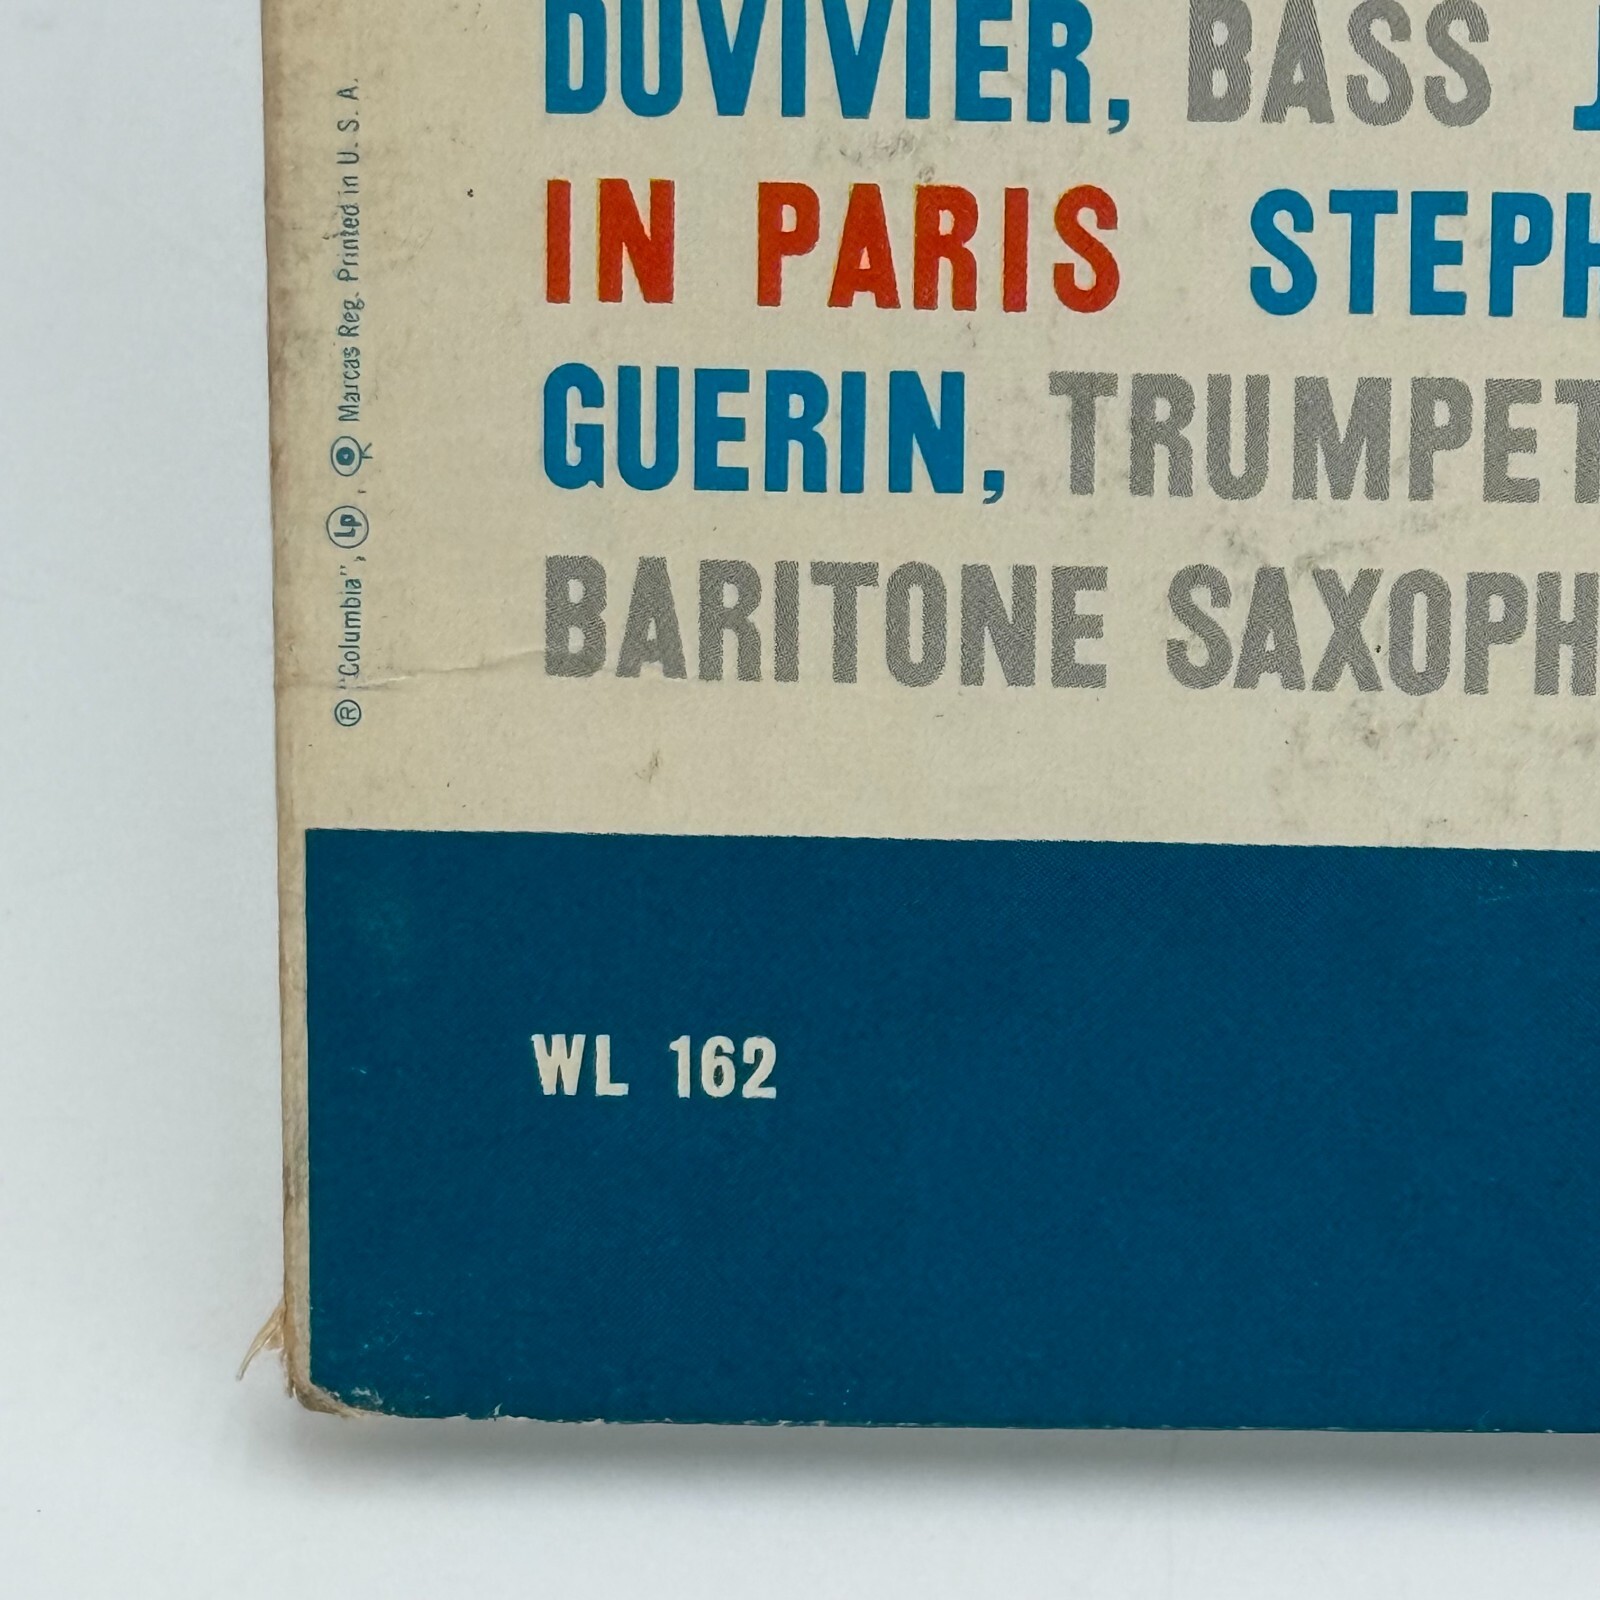 DUVIVIER, BASS
IN PARIS STEPH
GUERIN, TRUMPET
BARITONE SAXOPH
® "Columbia", Lp, Marcas Reg. Printed in U. S. A.
WL 162